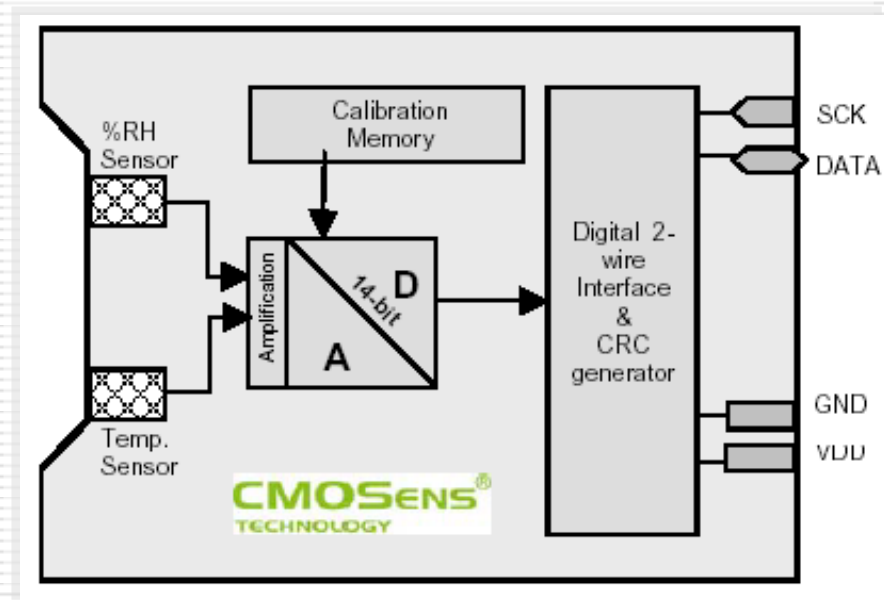 Calibration
Memory
%RH
Sensor
SCK
DATA
Amplification
14-bit
D
A
Digital 2-
wire
Interface
&
CRC
generator
Temp.
Sensor
GND
VDD
CMOSENS®
TECHNOLOGY